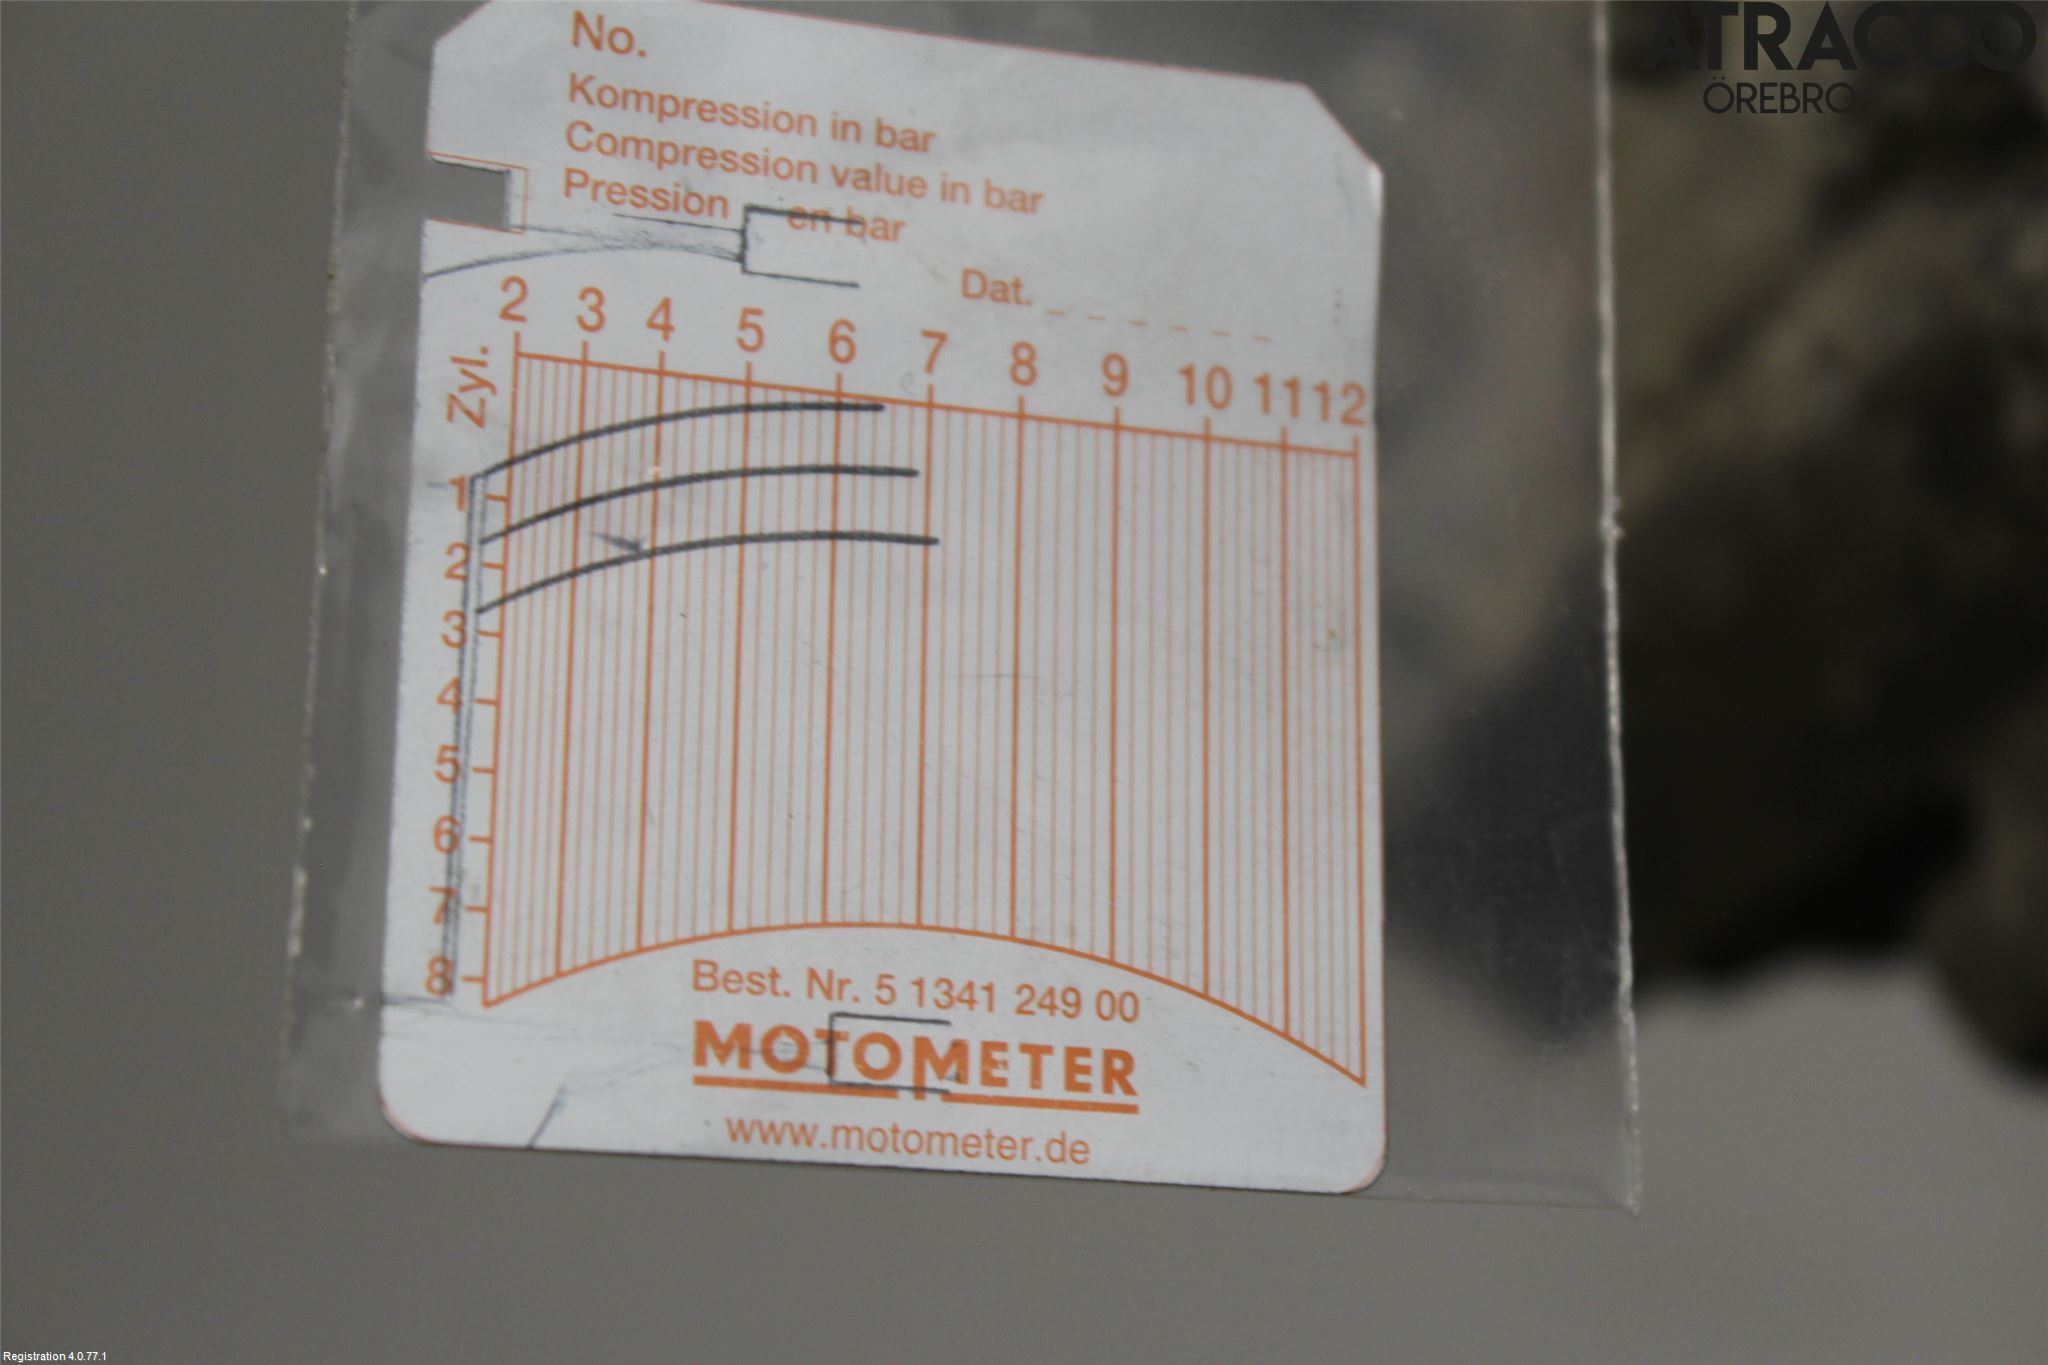 ATRACCO
ÖREBRO
No.
Kompression in bar
Compression value in bar
Pression en bar
Dat.
2 3 4 5 6 7 8 9 10 11 12
Zyl.
1
2
3
4
5
6
7
8
Best. Nr. 5 1341 249 00
MOTOMETER
www.motometer.de
Registration 4.0.77.1